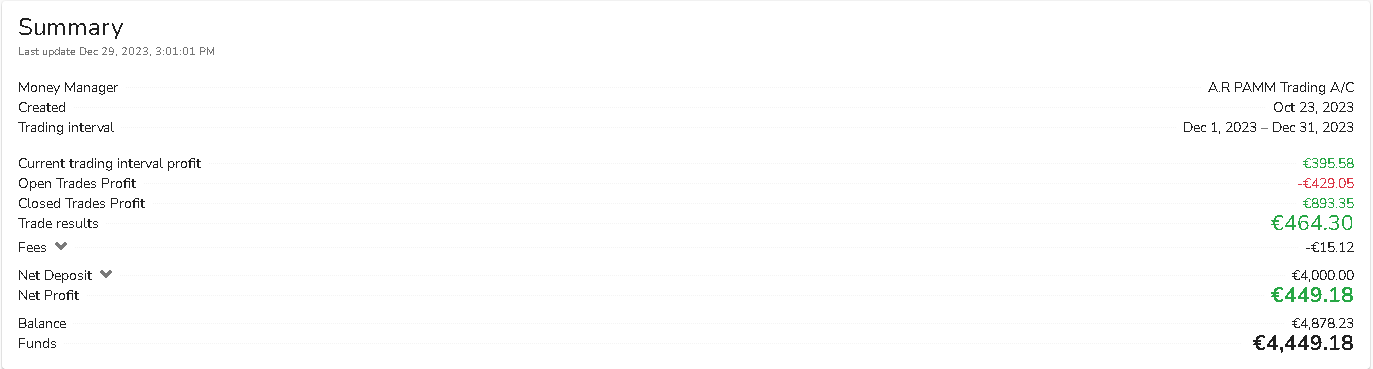 Summary
Last update Dec 29, 2023, 3:01:01 PM
Money Manager A.R PAMM Trading A/C
Created Oct 23, 2023
Trading interval Dec 1, 2023 – Dec 31, 2023
Current trading interval profit €395.58
Open Trades Profit -€429.05
Closed Trades Profit €893.35
Trade results €464.30
Fees -€15.12
Net Deposit €4,000.00
Net Profit €449.18
Balance €4,878.23
Funds €4,449.18